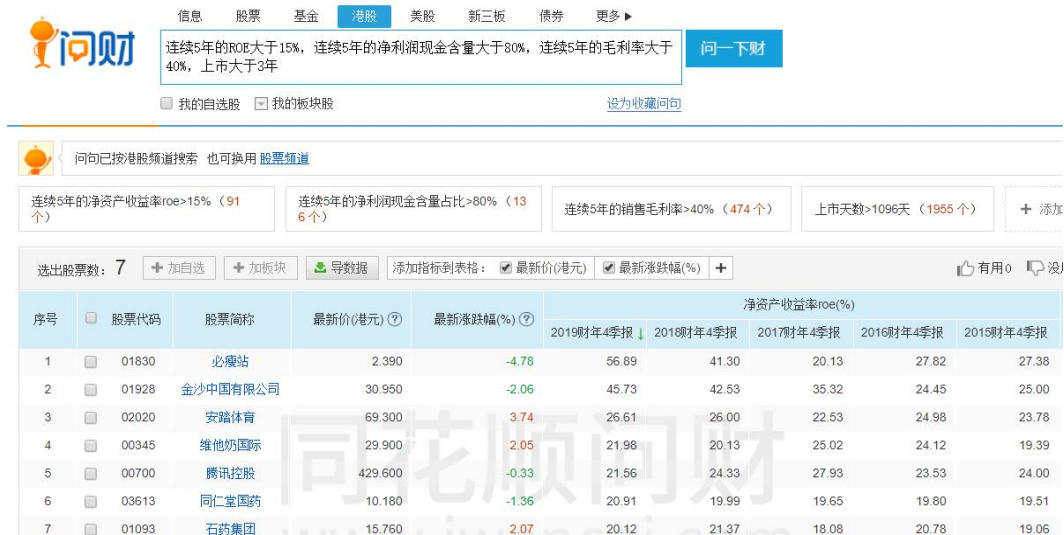 信息 股票 基金 港股 美股 新三板 债券 更多
问财
连续5年的ROE大于15%，连续5年的净利润现金含量大于80%，连续5年的毛利率大于
40%，上市大于3年
问一下财
我的自选股 我的板块股 设为收藏问句
问句已按港股频道搜索 也可换用 股票频道
连续5年的净资产收益率roe>15%（91
个）
连续5年的净利润现金含量占比>80%（13
6个）
连续5年的销售毛利率>40%（474个）
上市天数>1096天（1955个）
+ 添加
选出股票数：7 + 加自选 + 加板块 导数据 添加指标到表格： 最新价(港元) 最新涨跌幅(%) + 有用0 没用
序号 股票代码 股票简称 最新价(港元) ? 最新涨跌幅(%) ? 净资产收益率roe(%)
2019财年4季报↓ 2018财年4季报 2017财年4季报 2016财年4季报 2015财年4季报
1 01830 必瘦站 2.390 -4.78 56.89 41.30 20.13 27.82 27.38
2 01928 金沙中国有限公司 30.950 -2.06 45.73 42.53 35.32 24.45 25.00
3 02020 安踏体育 69.300 3.74 26.61 26.00 22.53 24.98 23.78
4 00345 维他奶国际 29.900 2.05 21.98 20.13 25.02 24.12 19.39
5 00700 腾讯控股 429.600 -0.33 21.56 24.33 27.93 23.53 24.00
6 03613 同仁堂国药 10.180 -1.36 20.91 19.99 19.65 19.80 19.51
7 01093 石药集团 15.760 2.07 20.12 21.37 18.08 20.78 19.06
同花顺问财